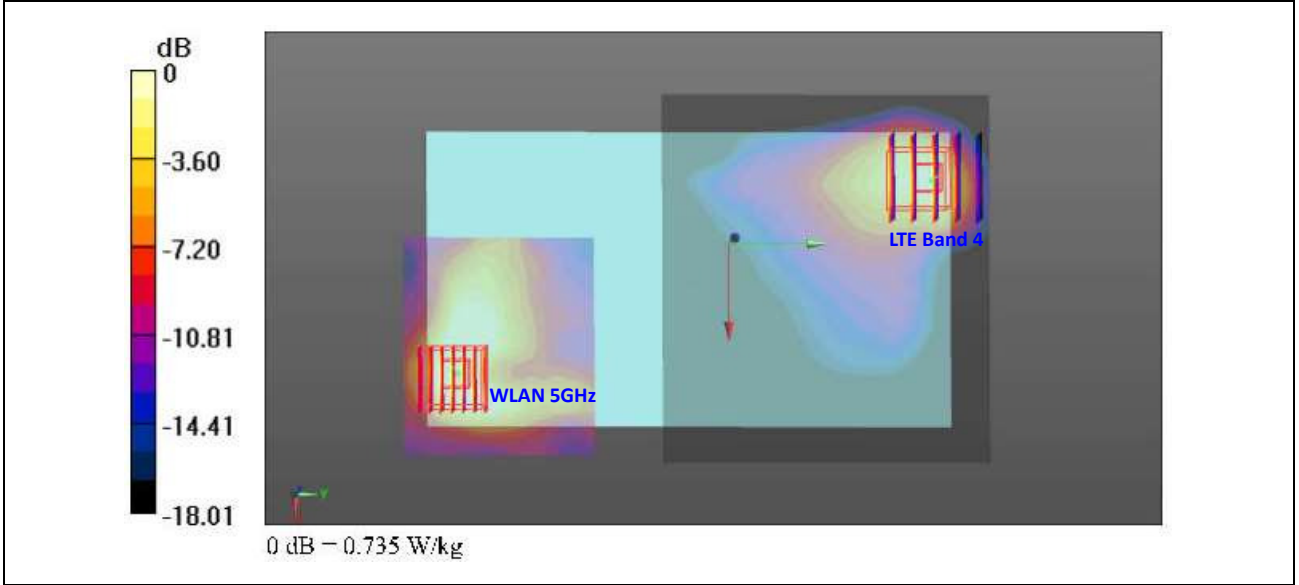 dB
0
-3.60
-7.20
-10.81
-14.41
-18.01
LTE Band 4
WLAN 5GHz
Y
0 dB = 0.735 W/kg